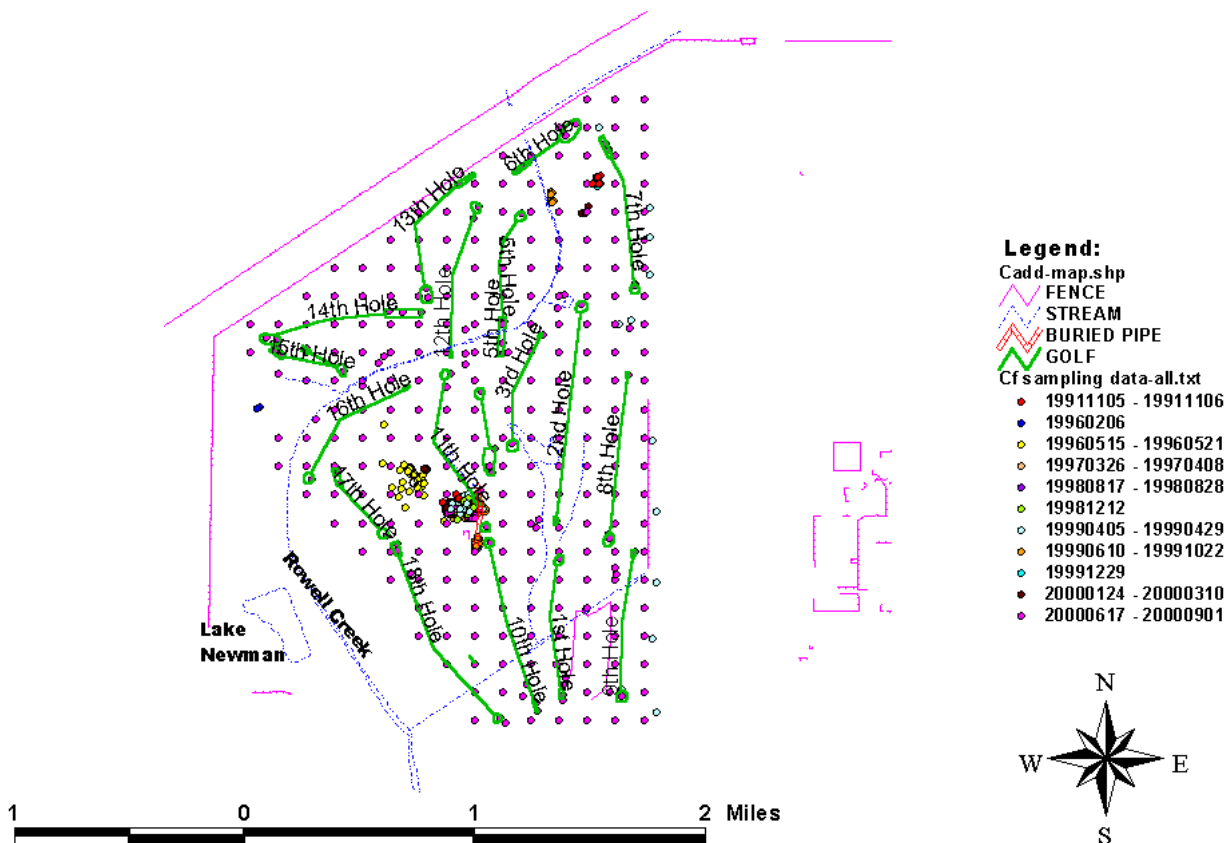 6th Hole
13th Hole
7th Hole
5th Hole
12th Hole
5th Hole
14th Hole
15th Hole
3rd Hole
16th Hole
2nd Hole
11th Hole
8th Hole
17th Hole
18th Hole
10th Hole
1st Hole
9th Hole
Rowell Creek
Lake
Newman
Legend:
Cadd-map.shp
FENCE
STREAM
BURIED PIPE
GOLF
Cf sampling data-all.txt
19911105 - 19911106
19960206
19960515 - 19960521
19970326 - 19970408
19980817 - 19980828
19981212
19990405 - 19990429
19990610 - 19991022
19991229
20000124 - 20000310
20000617 - 20000901
N
W E
S
1 0 1 2 Miles